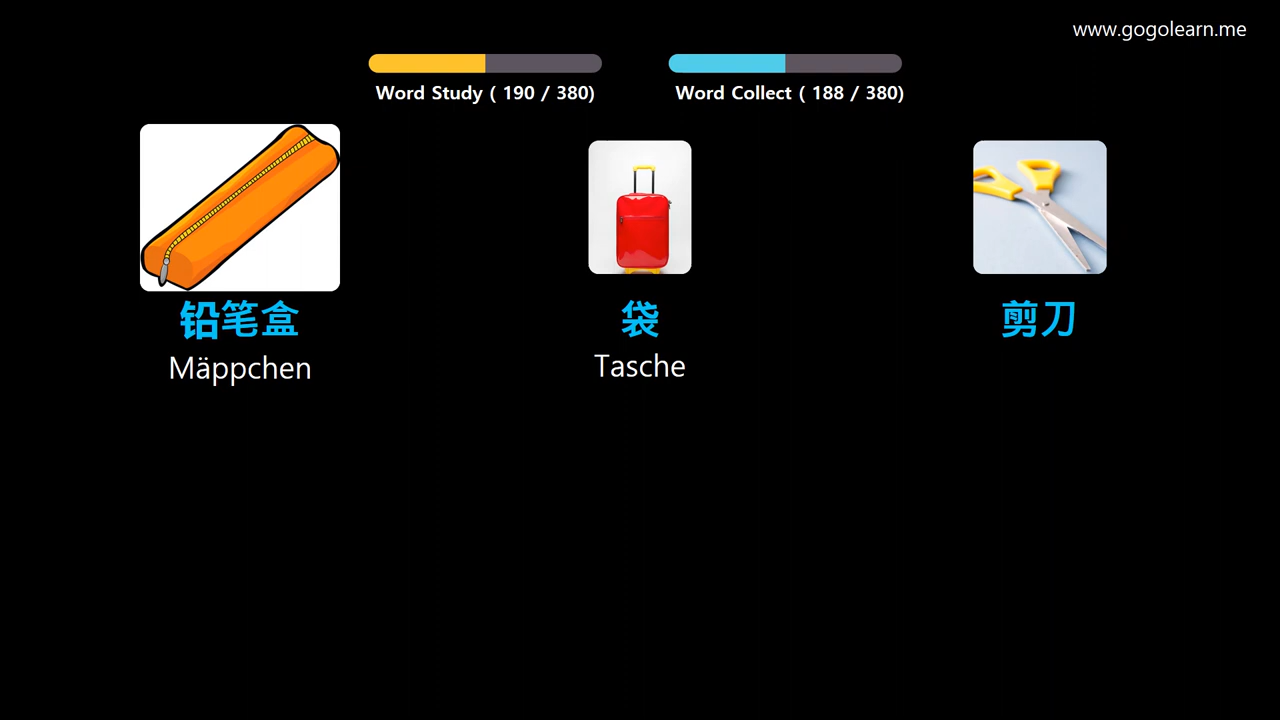 www.gogolearn.me
Word Study ( 190 / 380)
Word Collect ( 188 / 380)
铅笔盒
袋
剪刀
Mäppchen
Tasche